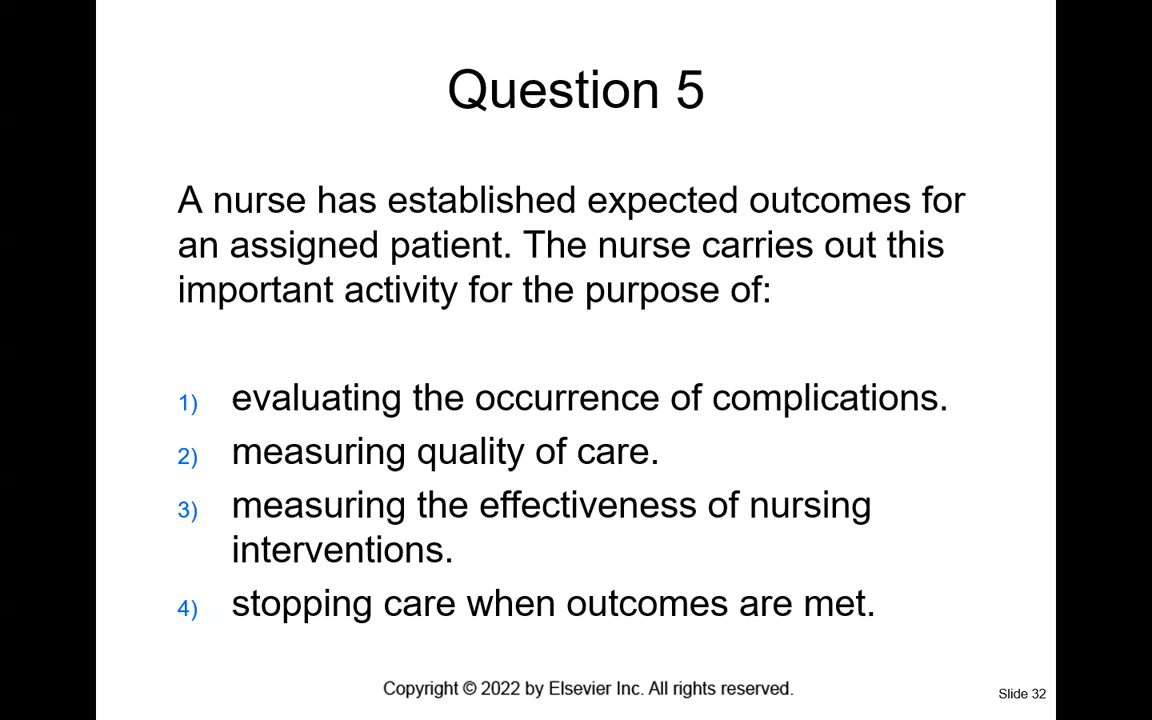 Question 5
A nurse has established expected outcomes for
an assigned patient. The nurse carries out this
important activity for the purpose of:
1) evaluating the occurrence of complications.
2) measuring quality of care.
3) measuring the effectiveness of nursing
interventions.
4) stopping care when outcomes are met.
Copyright © 2022 by Elsevier Inc. All rights reserved.
Slide 32